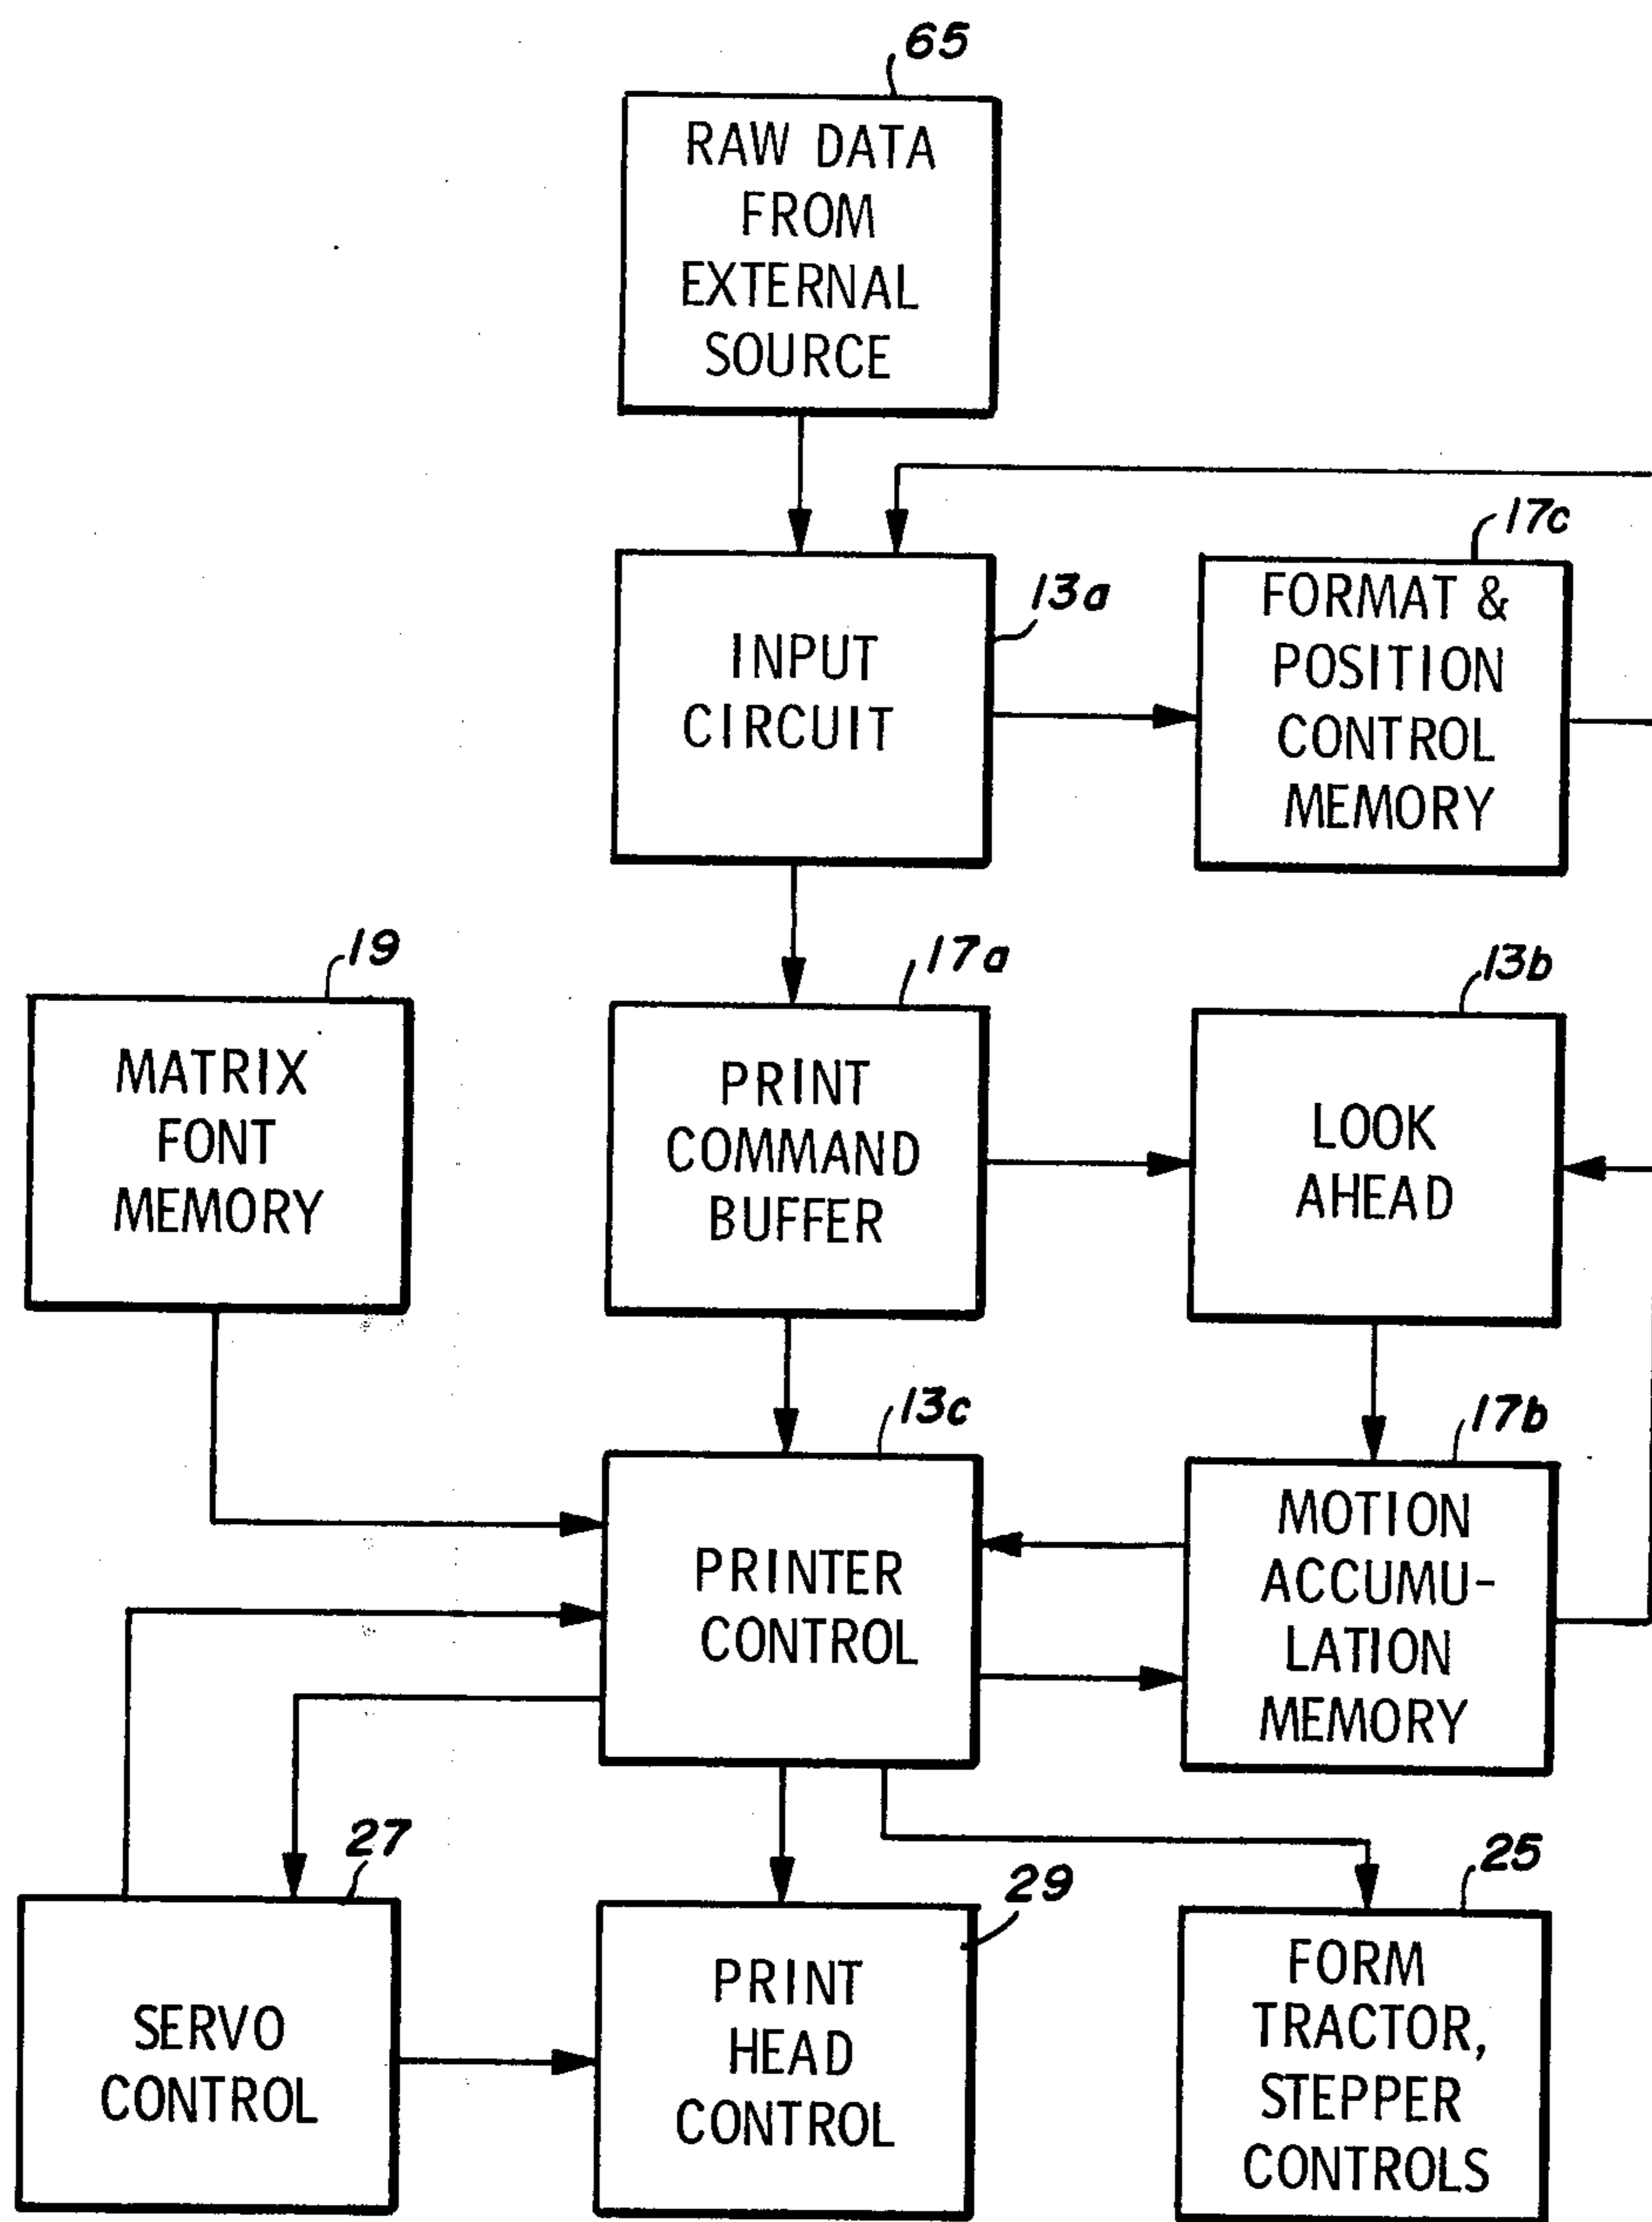 65
RAW DATA
FROM
EXTERNAL
SOURCE
13a
INPUT
CIRCUIT
17c
FORMAT &
POSITION
CONTROL
MEMORY
19
MATRIX
FONT
MEMORY
17a
PRINT
COMMAND
BUFFER
13b
LOOK
AHEAD
13c
PRINTER
CONTROL
17b
MOTION
ACCUMU-
LATION
MEMORY
27
SERVO
CONTROL
29
PRINT
HEAD
CONTROL
25
FORM
TRACTOR,
STEPPER
CONTROLS